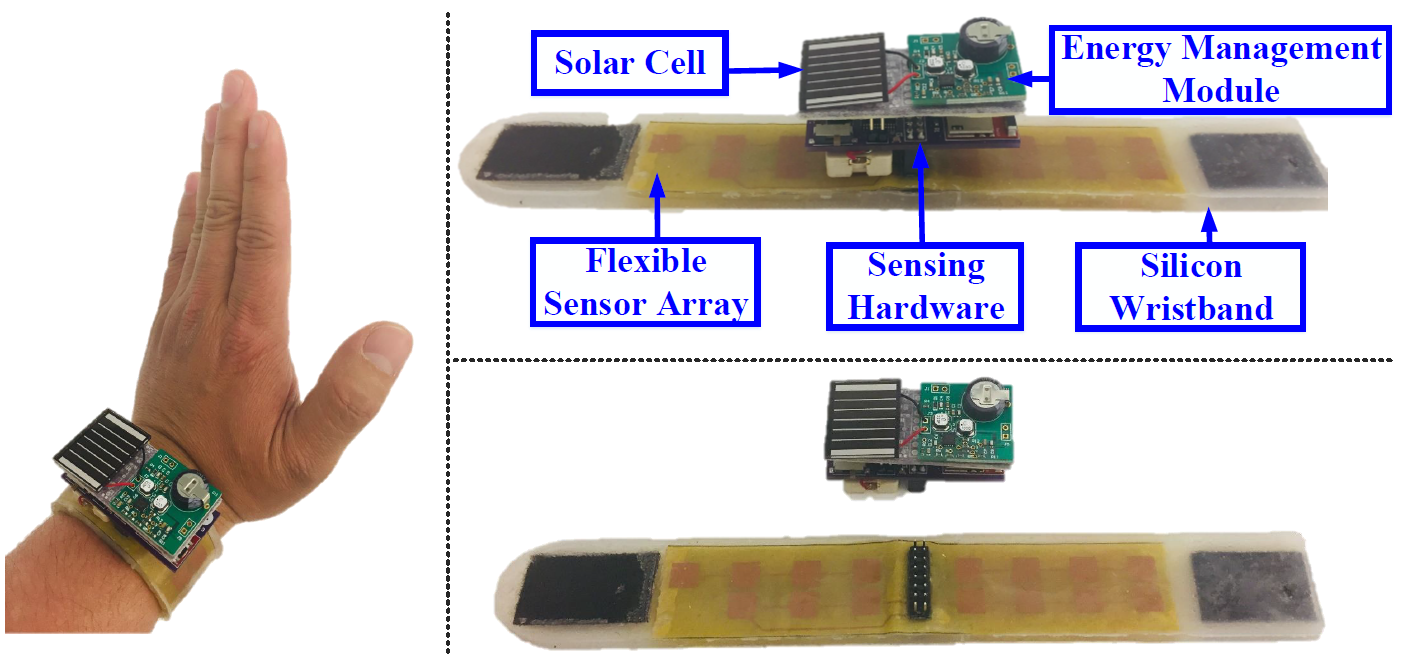 Solar Cell
Energy Management
Module
Flexible
Sensor Array
Sensing
Hardware
Silicon
Wristband